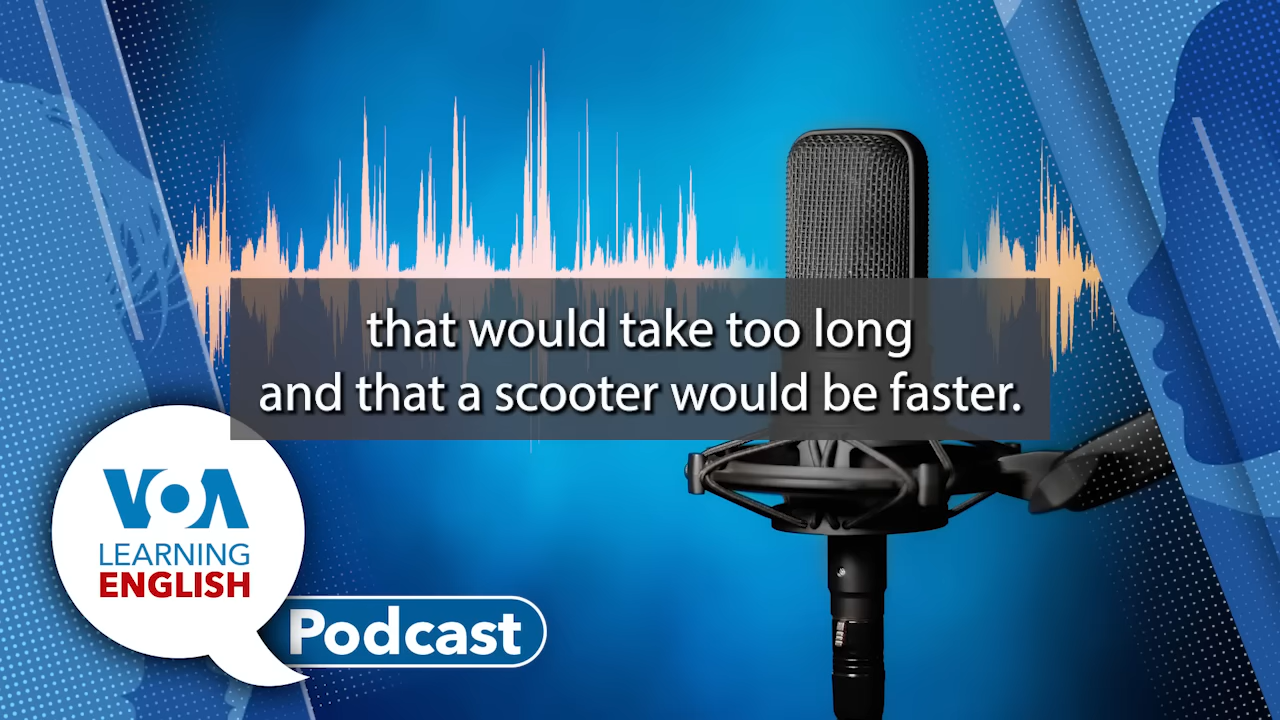 that would take too long
and that a scooter would be faster.
VOA
LEARNING
ENGLISH
Podcast